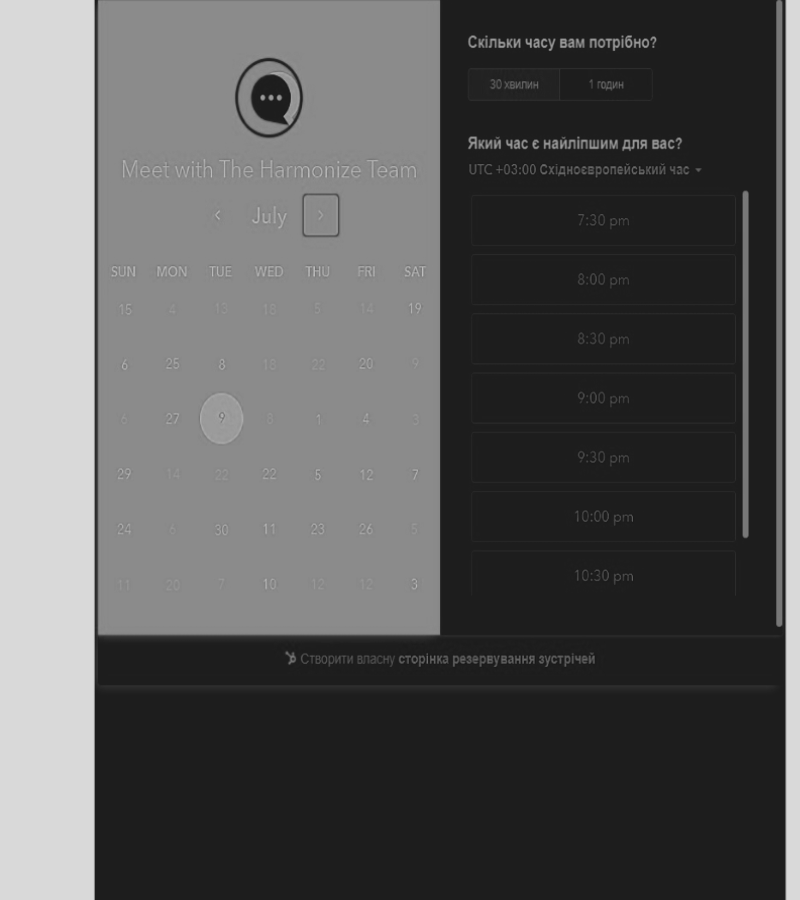 Meet with The Harmonize Team
July
SUN MON TUE WED THU FRI SAT
15 4 13 18 5 14 19
6 25 8 18 22 20 9
6 27 9 8 1 4 3
29 14 22 22 5 12 7
24 6 30 11 23 26 5
11 20 7 10 12 12 3
Скільки часу вам потрібно?
30 хвилин 1 годин
Який час є найліпшим для вас?
UTC +03:00 Східноєвропейський час
7:30 pm
8:00 pm
8:30 pm
9:00 pm
9:30 pm
10:00 pm
10:30 pm
Створити власну сторінка резервування зустрічей